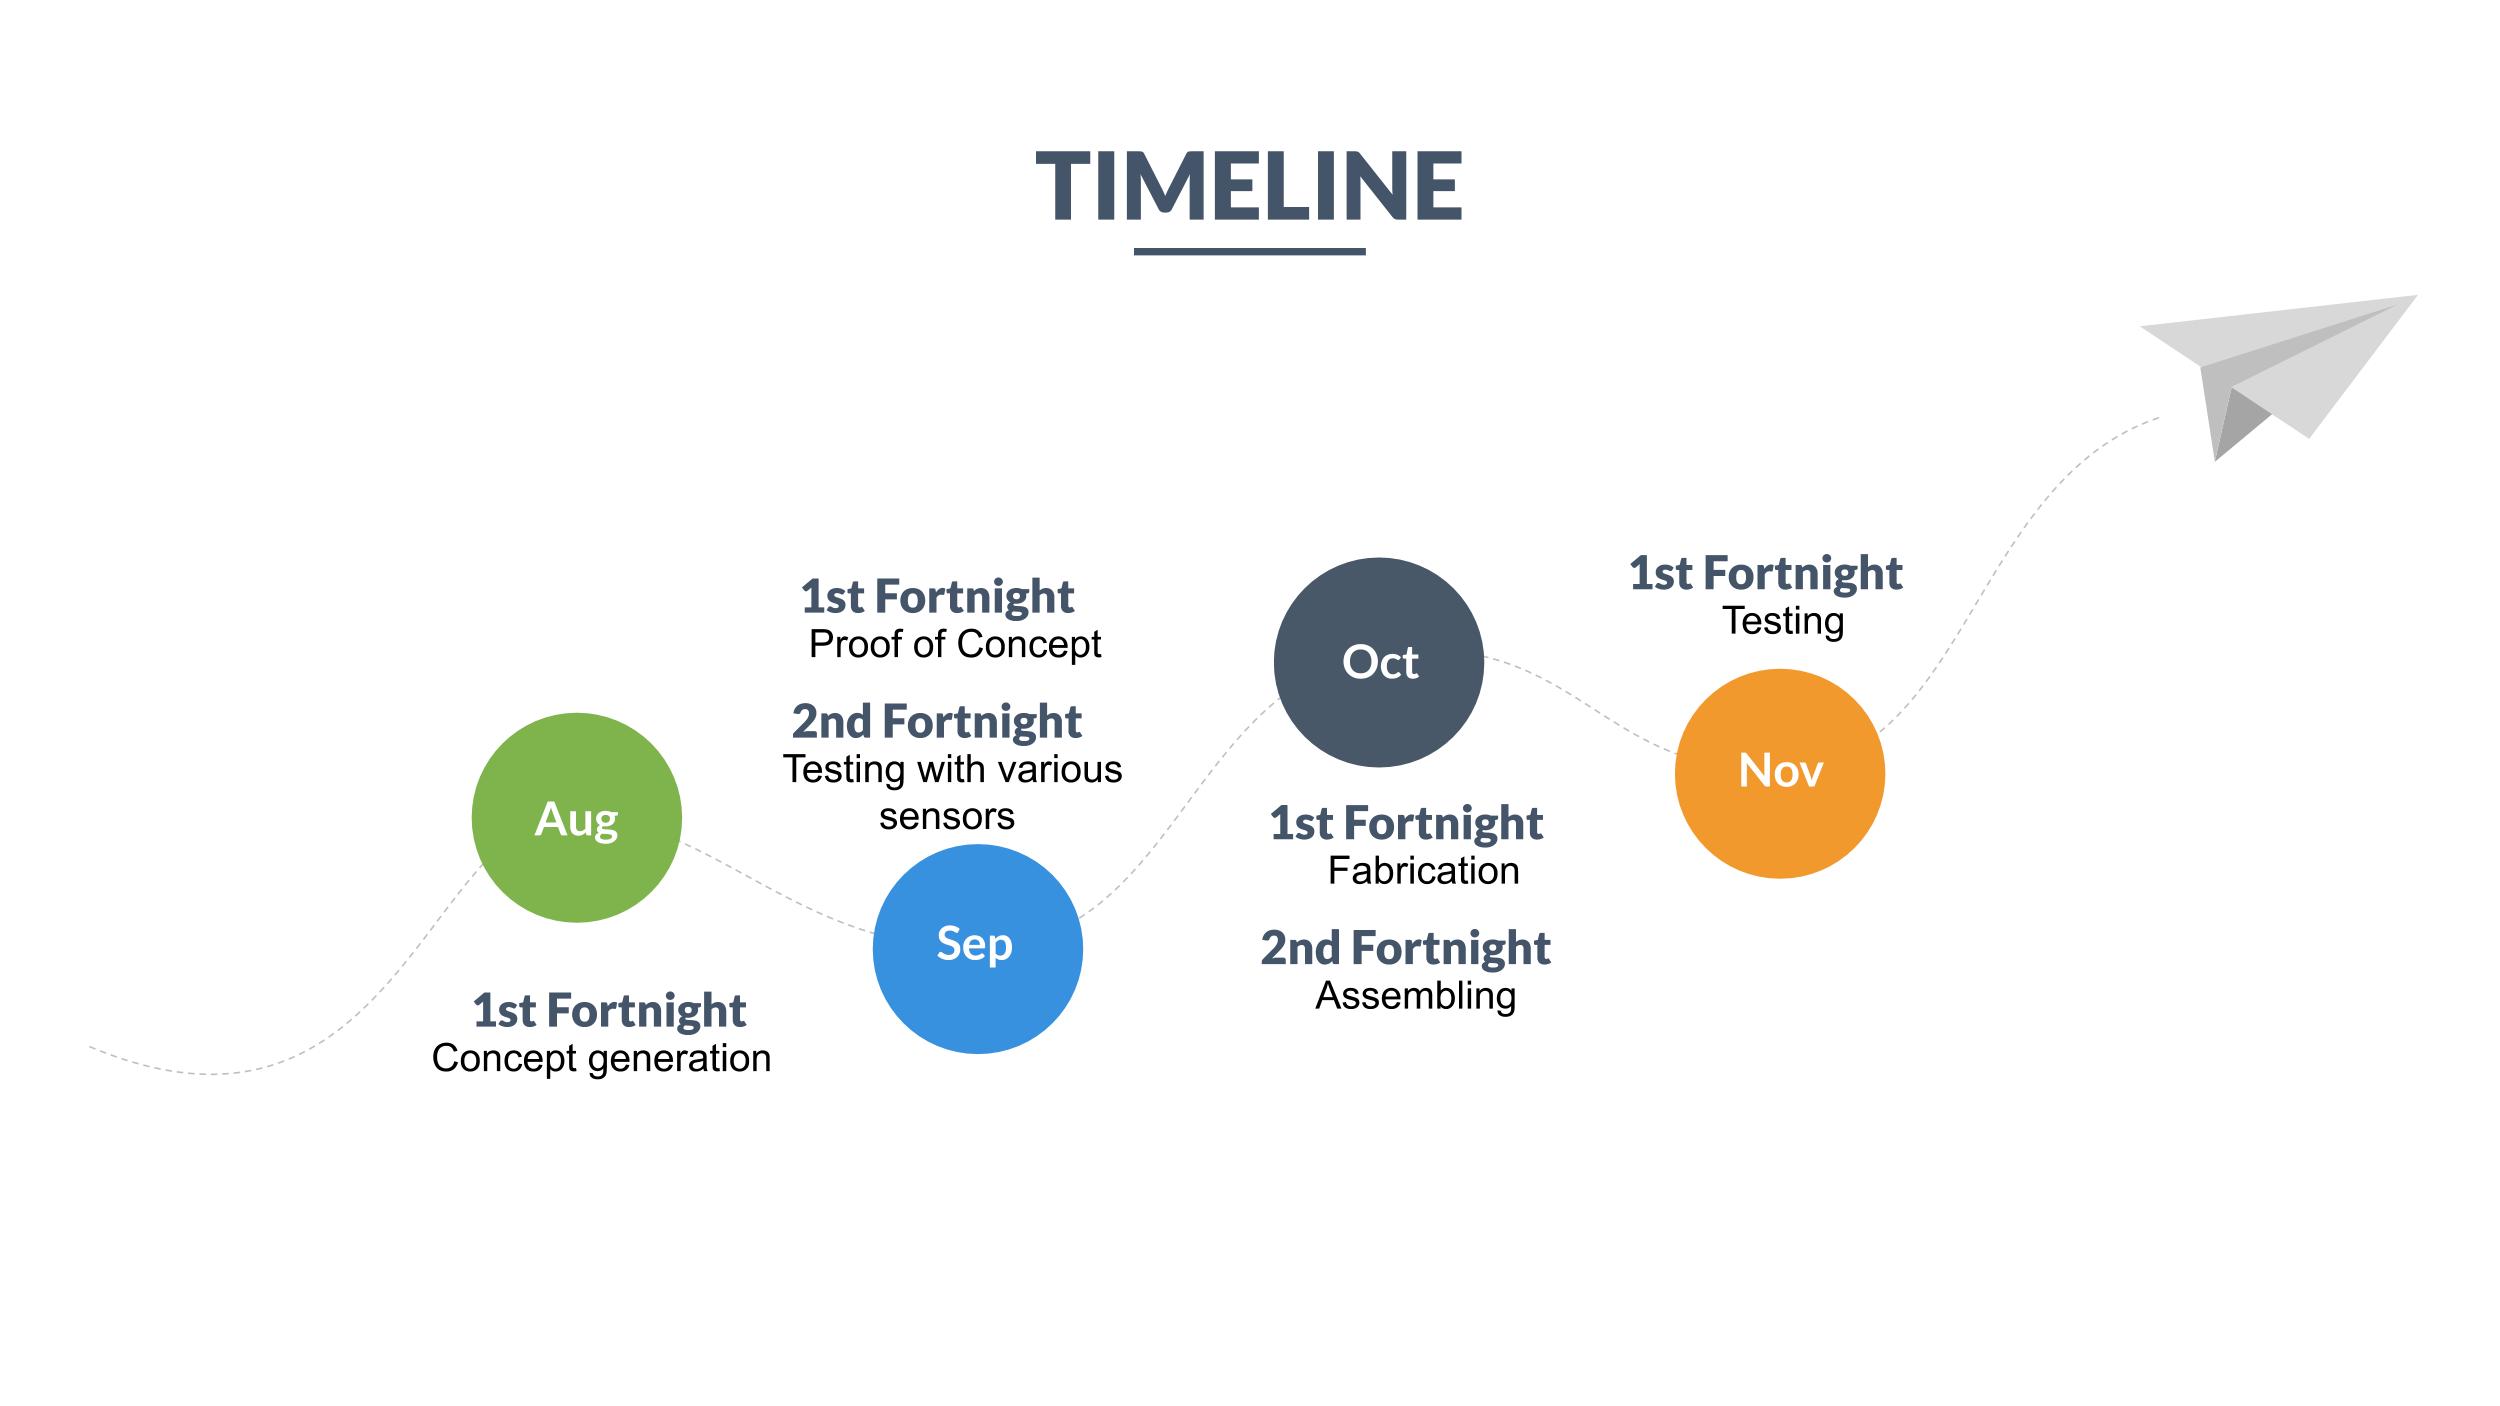 TIMELINE
Aug
1st Fortnight
Concept generation
1st Fortnight
Proof of Concept
2nd Fortnight
Testing with various
sensors
Sep
Oct
1st Fortnight
Fabrication
2nd Fortnight
Assembling
1st Fortnight
Testing
Nov